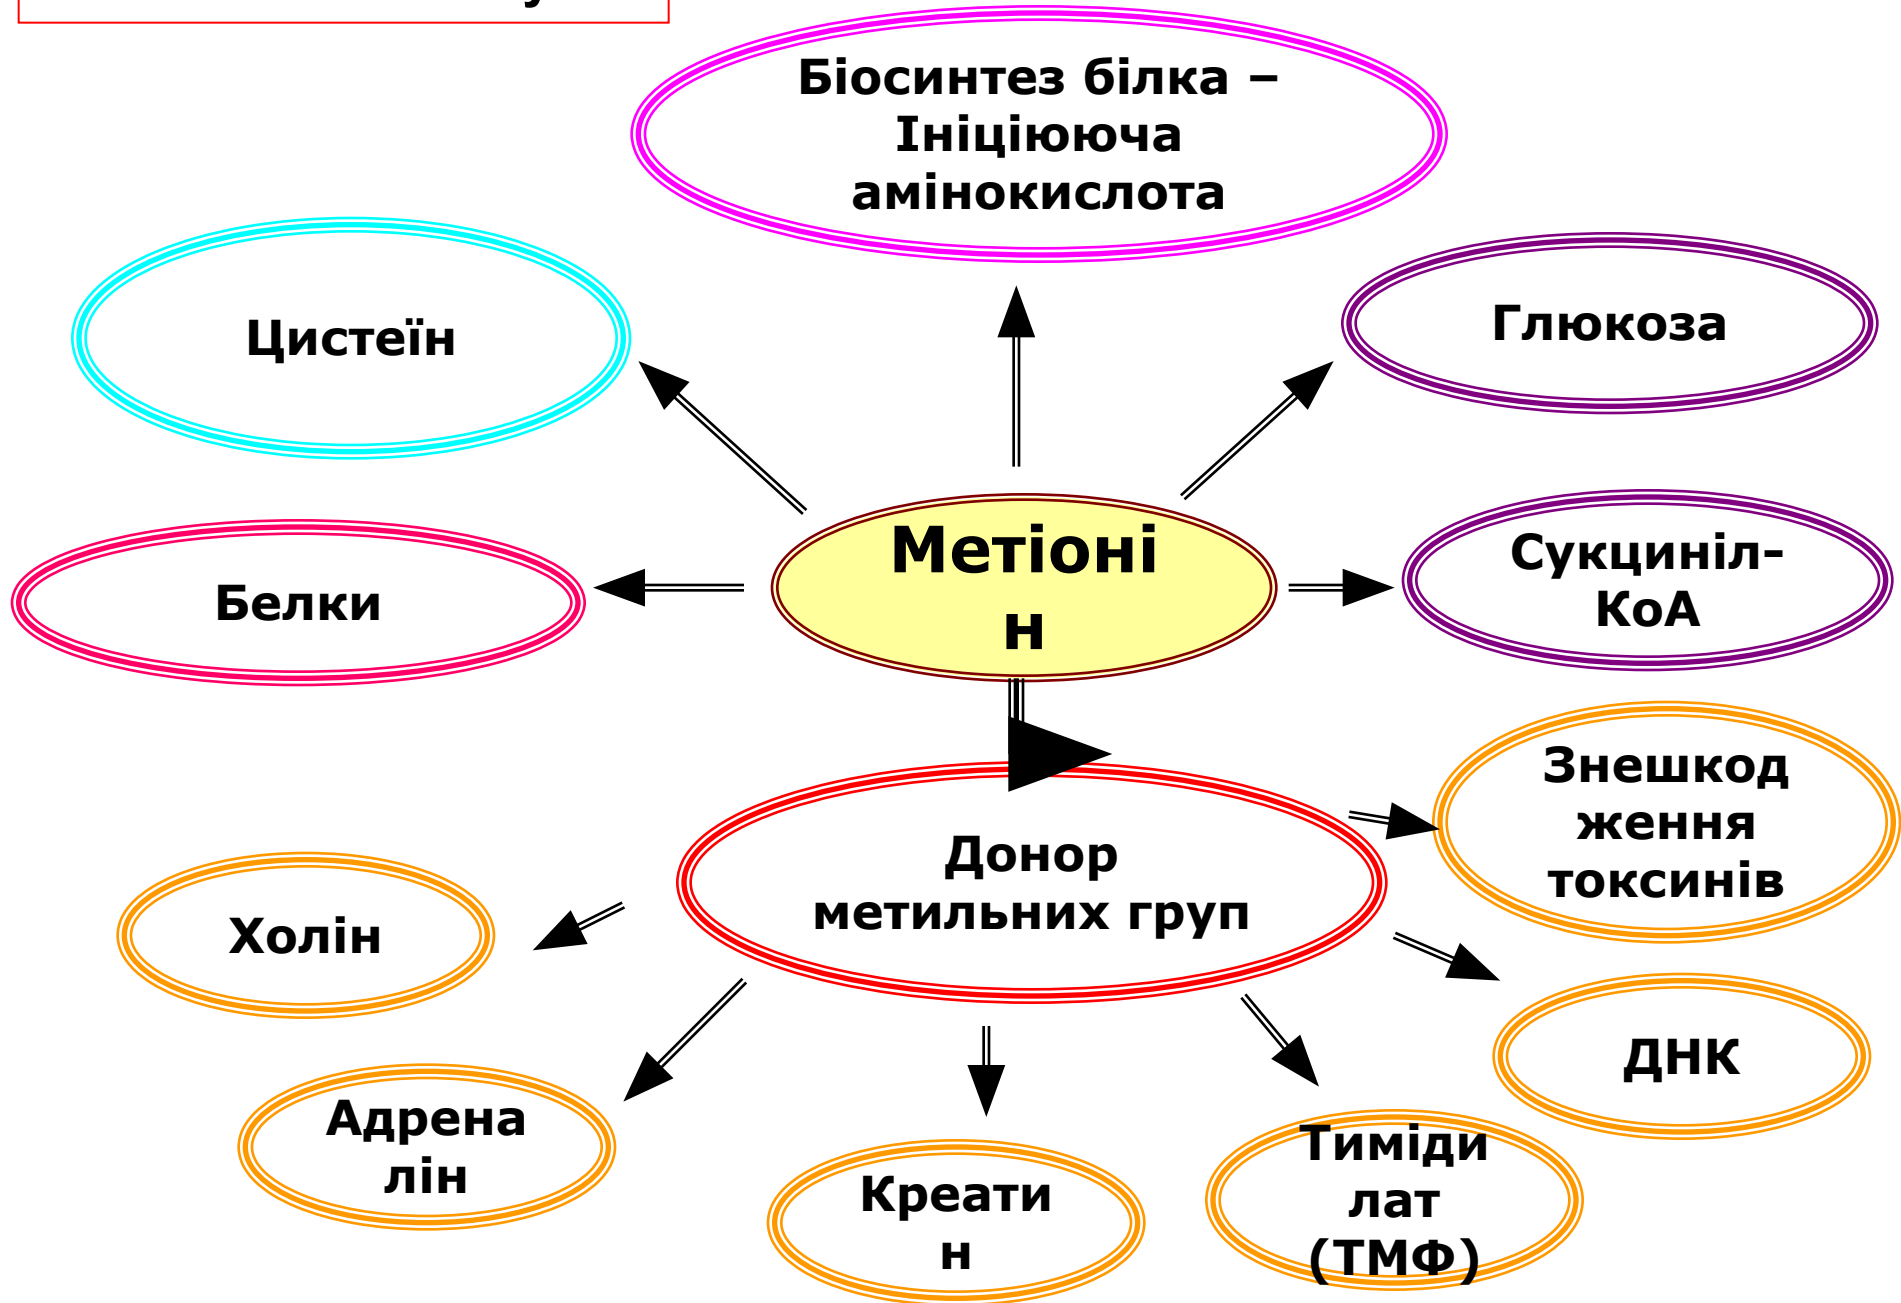 Біосинтез білка –
Ініціююча
амінокислота
Цистеїн
Глюкоза
Белки
Метіоні
н
Сукциніл-
КоА
Донор
метильних груп
Знешкод
ження
токсинів
Холін
ДНК
Адрена
лін
Креати
н
Тиміди
лат
(ТМФ)